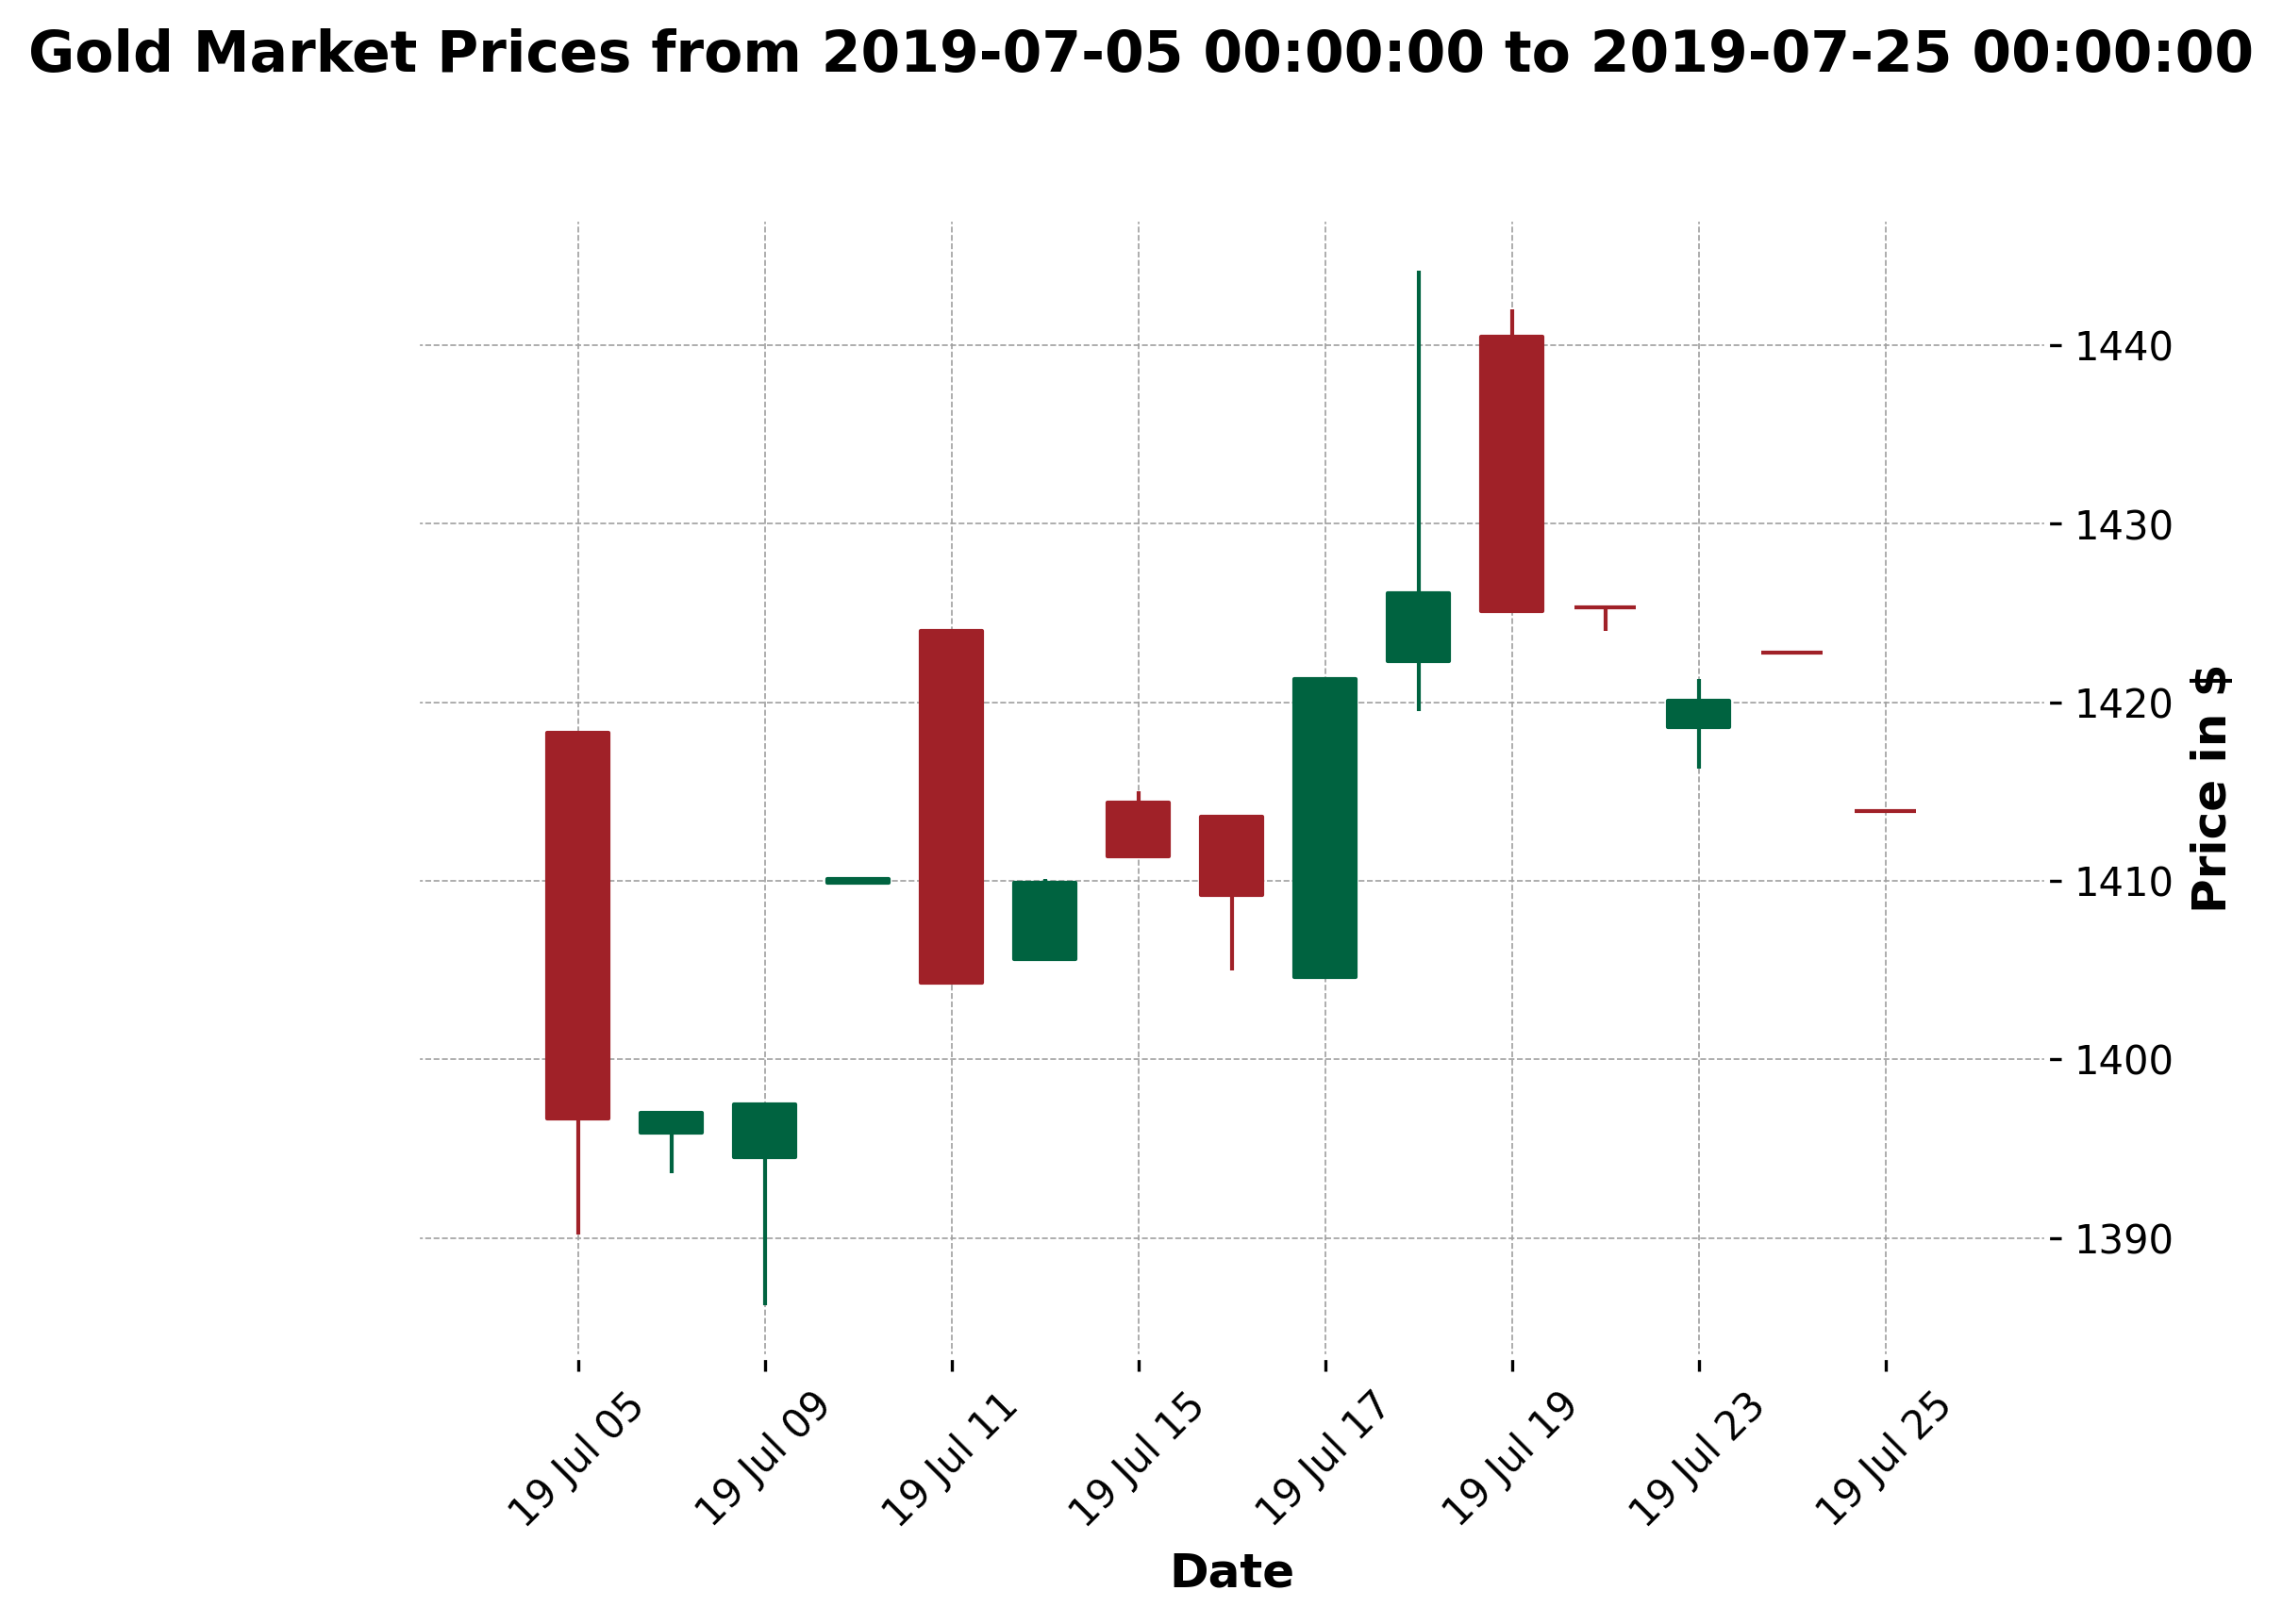 Gold Market Prices from 2019-07-05 00:00:00 to 2019-07-25 00:00:00
1440
1430
1420
1410
1400
1390
Price in $
19 Jul 05
19 Jul 09
19 Jul 11
19 Jul 15
19 Jul 17
19 Jul 19
19 Jul 23
19 Jul 25
Date